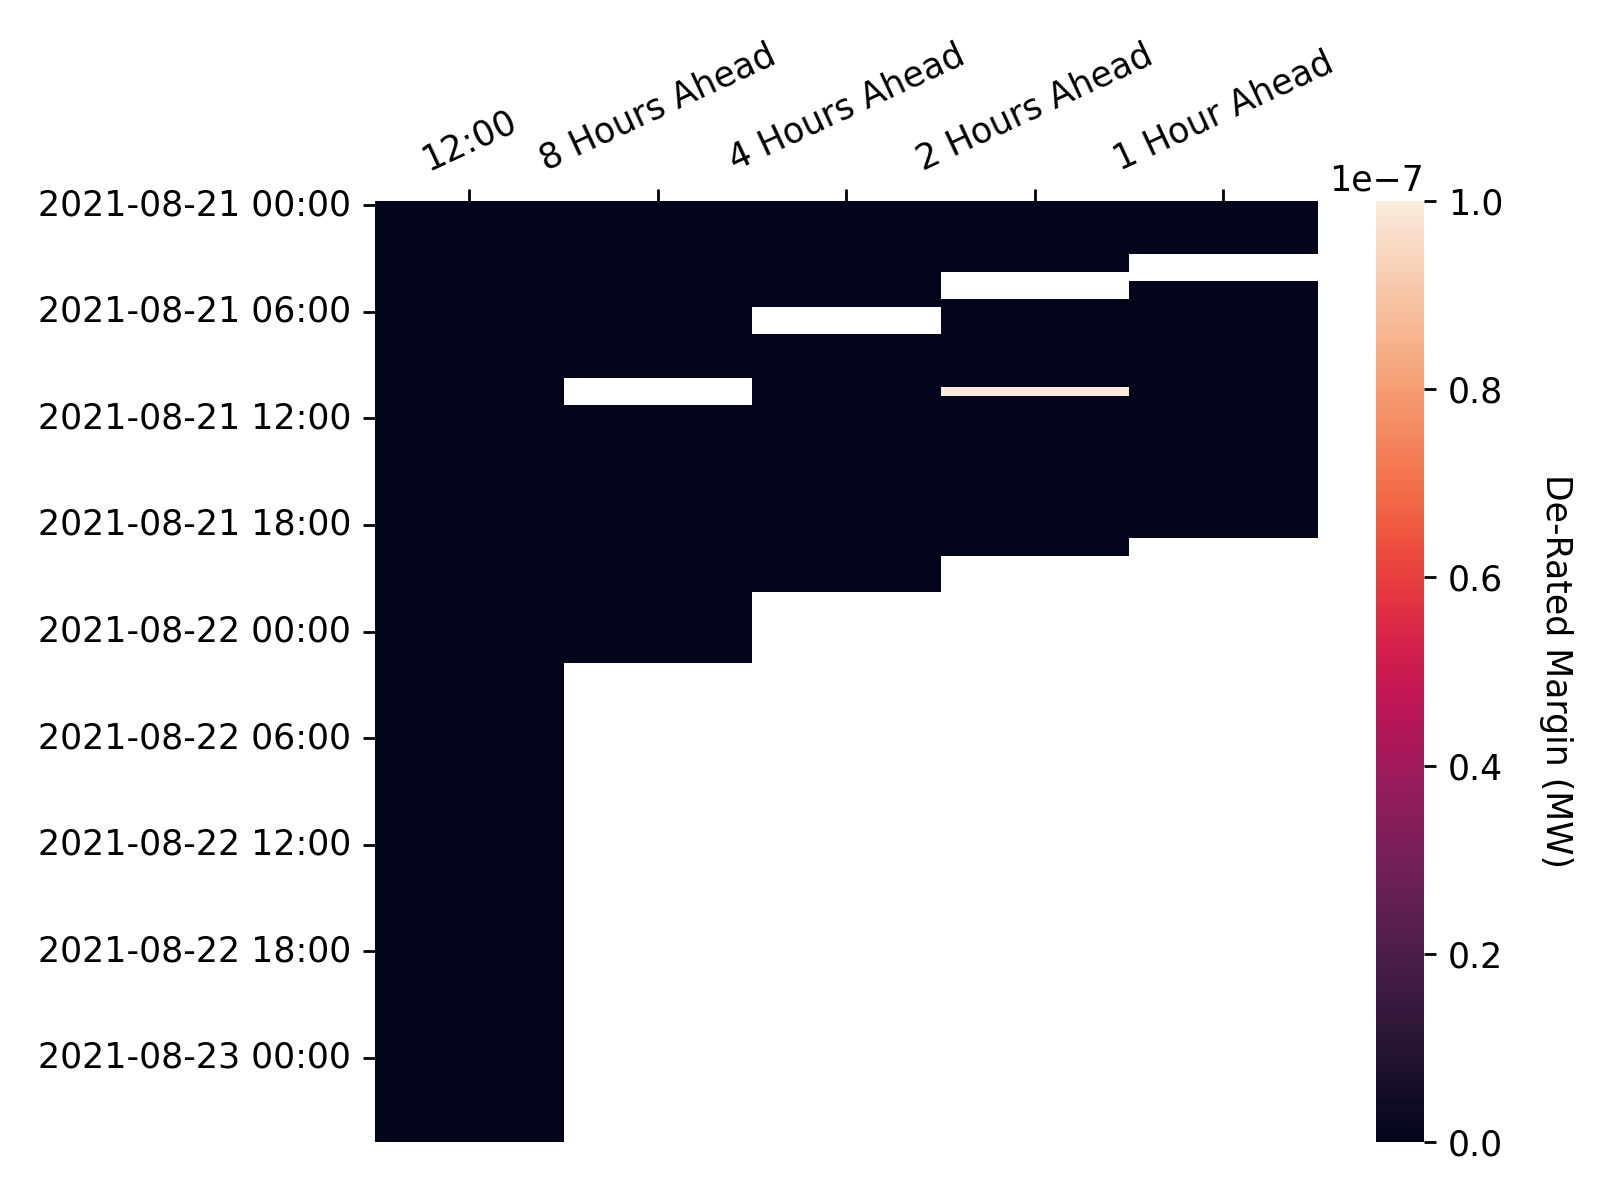 12:00
8 Hours Ahead
4 Hours Ahead
2 Hours Ahead
1 Hour Ahead
1e−7
2021-08-21 00:00
2021-08-21 06:00
2021-08-21 12:00
2021-08-21 18:00
2021-08-22 00:00
2021-08-22 06:00
2021-08-22 12:00
2021-08-22 18:00
2021-08-23 00:00
1.0
0.8
0.6
0.4
0.2
0.0
De-Rated Margin (MW)